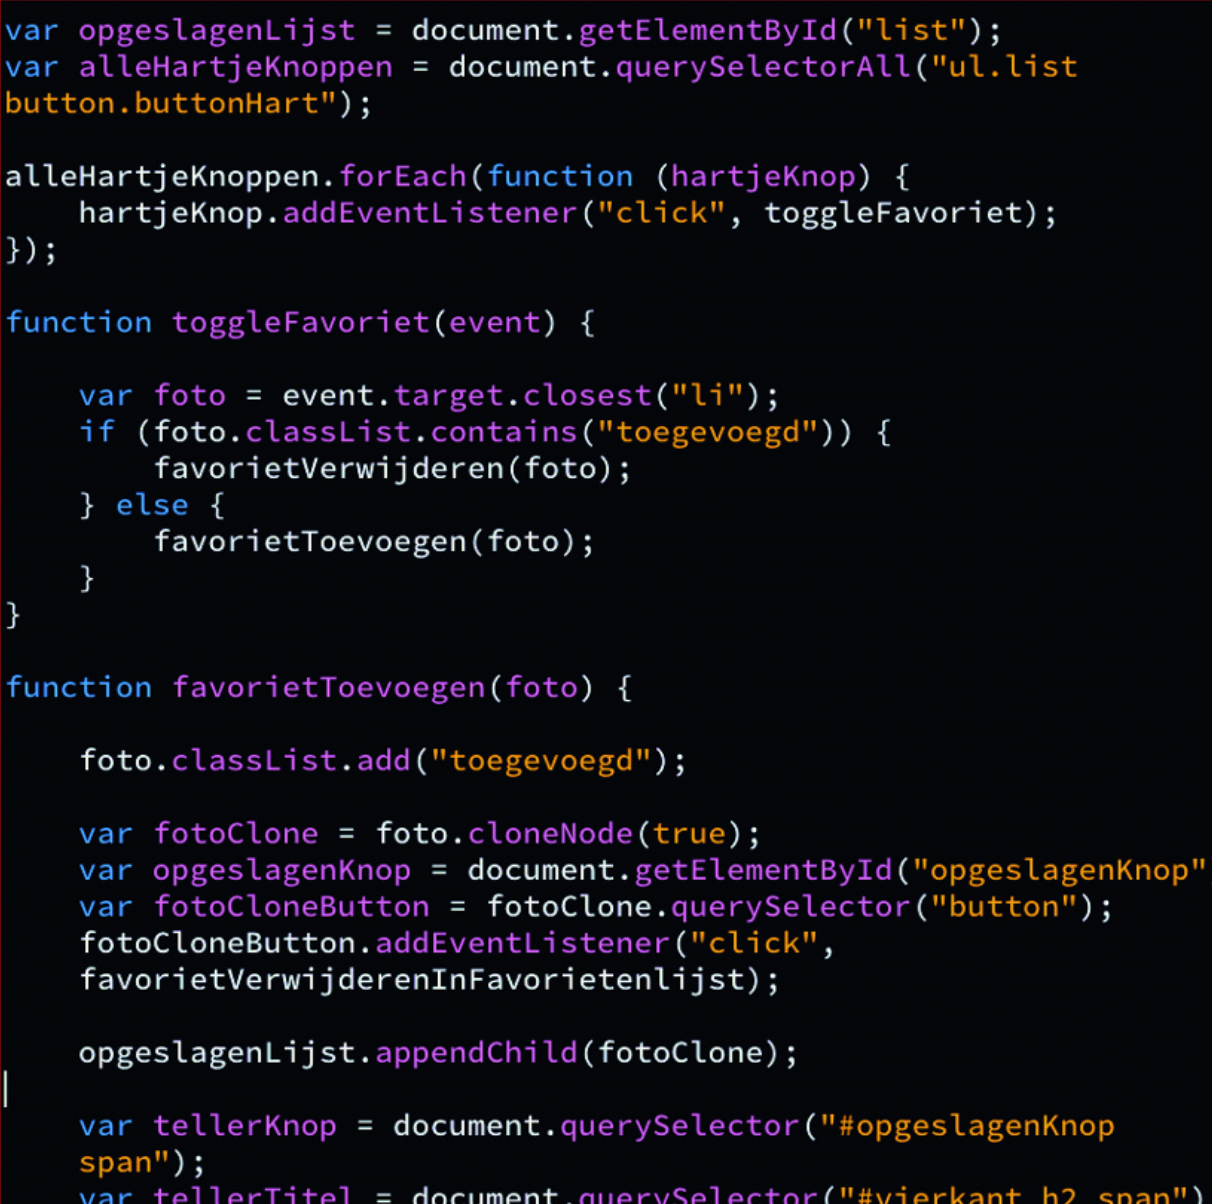 var opgeslagenLijst = document.getElementById("list");
var alleHartjeKnoppen = document.querySelectorAll("ul.list
button.buttonHart");
alleHartjeKnoppen.forEach(function (hartjeKnop) {
    hartjeKnop.addEventListener("click", toggleFavoriet);
});
function toggleFavoriet(event) {
    var foto = event.target.closest("li");
    if (foto.classList.contains("toegevoegd")) {
        favorietVerwijderen(foto);
    } else {
        favorietToevoegen(foto);
    }
}
function favorietToevoegen(foto) {
    foto.classList.add("toegevoegd");
    var fotoClone = foto.cloneNode(true);
    var opgeslagenKnop = document.getElementById("opgeslagenKnop"
    var fotoCloneButton = fotoClone.querySelector("button");
    fotoCloneButton.addEventListener("click",
    favorietVerwijderenInFavorietenlijst);
    opgeslagenLijst.appendChild(fotoClone);
    var tellerKnop = document.querySelector("#opgeslagenKnop
    span");
    var tellerTitel = document.querySelector("#vierkant h2 span")